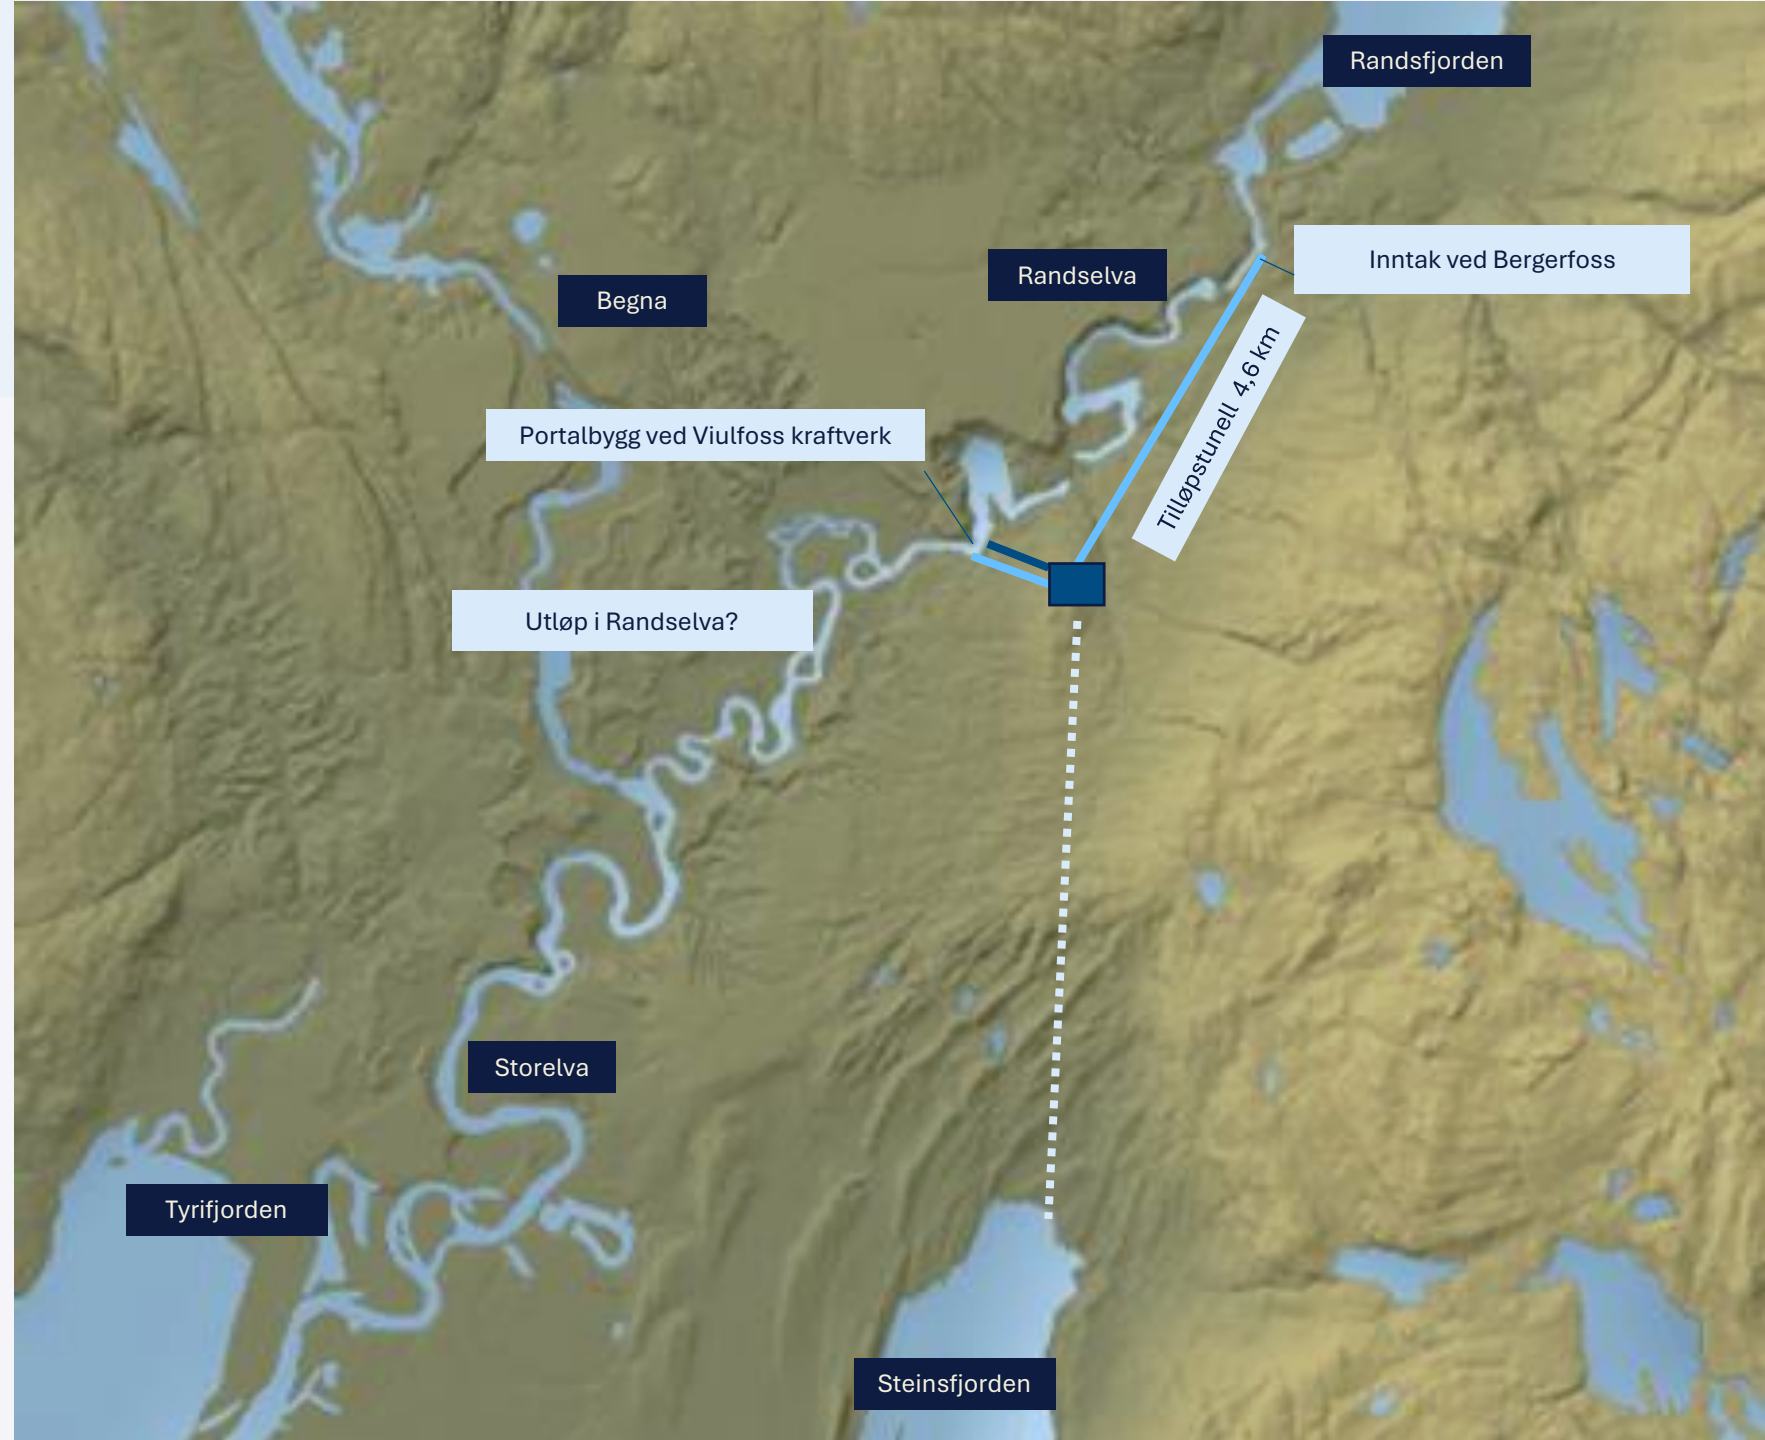 Randsfjorden
Inntak ved Bergerfoss
Randselva
Begna
Tilløpstunell 4,6 km
Portalbygg ved Viulfoss kraftverk
Utløp i Randselva?
Storelva
Tyrifjorden
Steinsfjorden